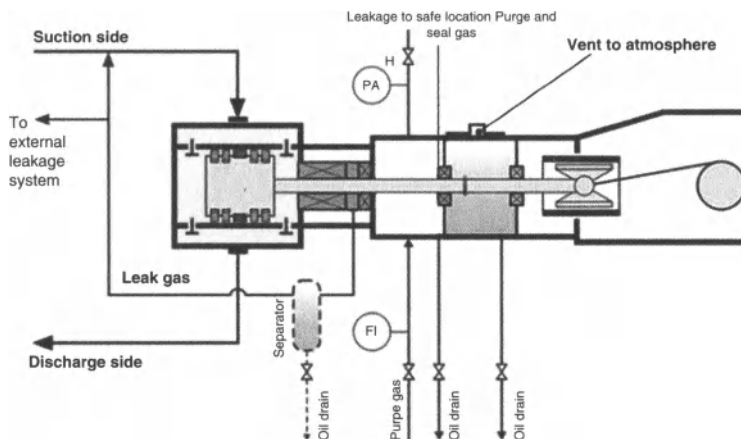 Leakage to safe location Purge and
seal gas
Suction side
Vent to atmosphere
H
PA
To
external
leakage
system
Leak gas
Separator
FI
Discharge side
Oil drain
Purpe gas
Oil drain
Oil drain